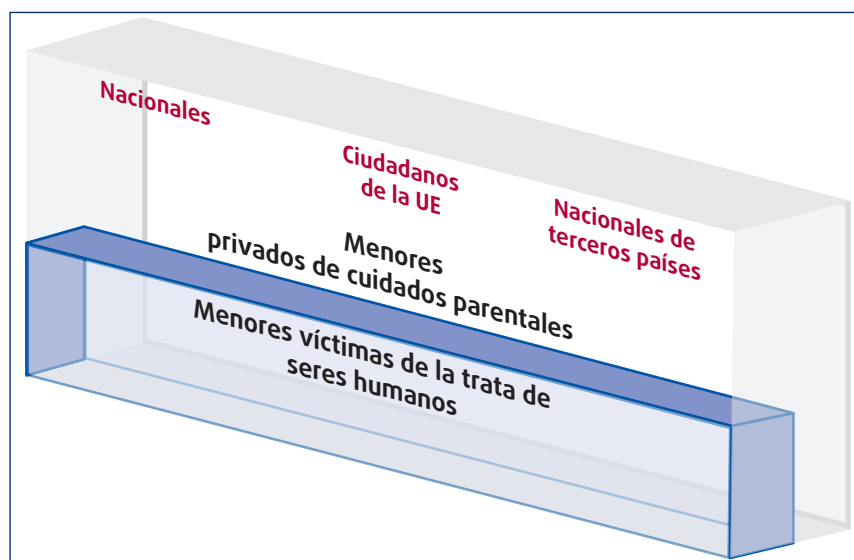 Nacionales
Ciudadanos
de la UE
Nacionales de
terceros países
Menores
privados de cuidados parentales
Menores víctimas de la trata de
seres humanos